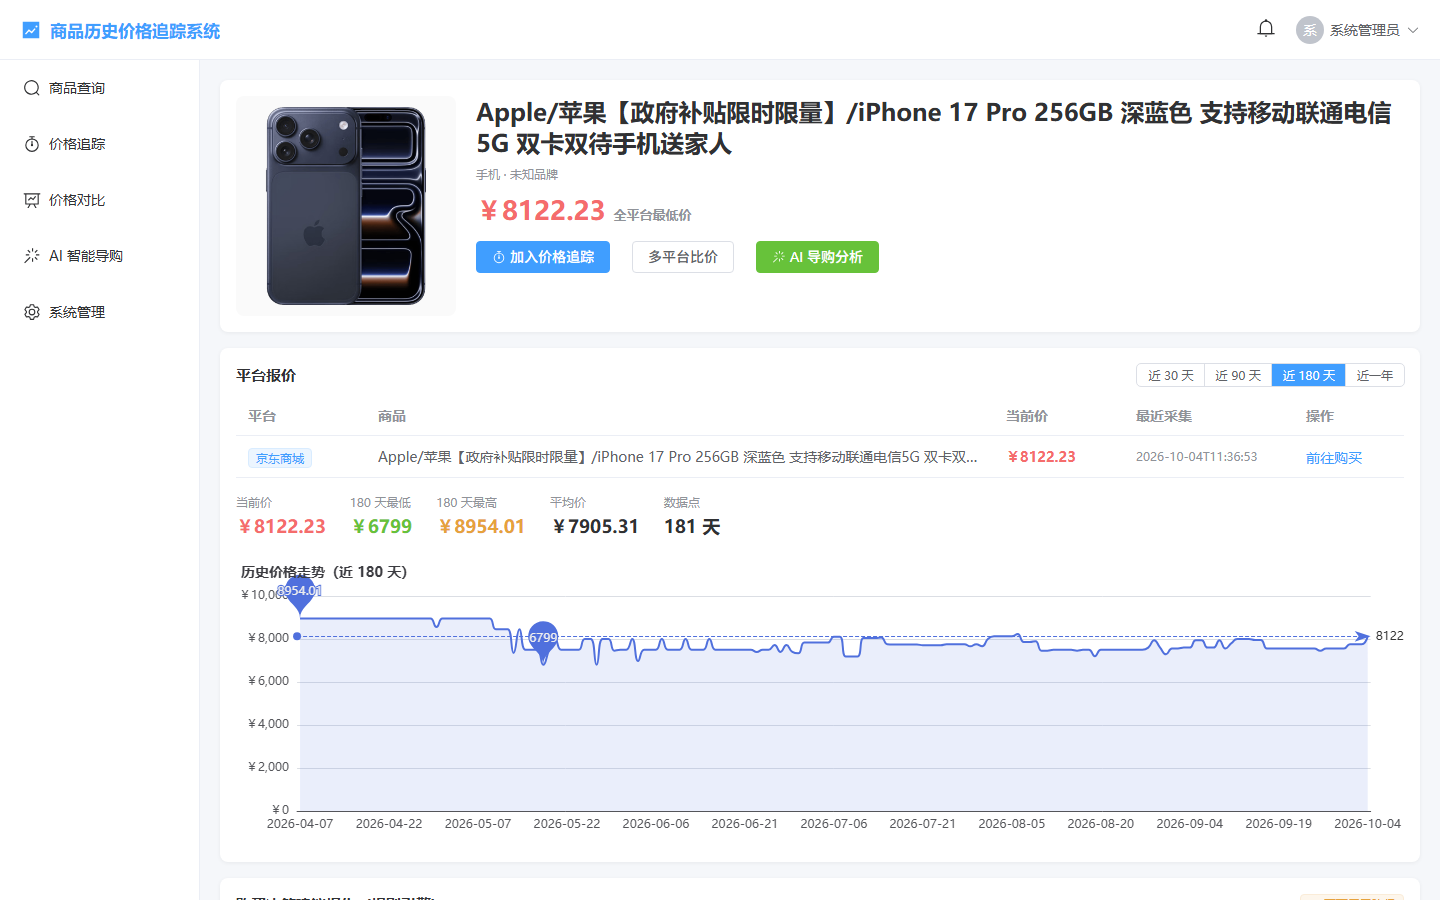 商品历史价格追踪系统
系 系统管理员
商品查询
价格追踪
价格对比
AI 智能导购
系统管理
Apple/苹果【政府补贴限时限量】/iPhone 17 Pro 256GB 深蓝色 支持移动联通电信
5G 双卡双待手机送家人
手机 · 未知品牌
¥8122.23 全平台最低价
加入价格追踪 多平台比价 AI 导购分析
平台报价 近 30 天 近 90 天 近 180 天 近一年
平台 商品 当前价 最近采集 操作
京东商城 Apple/苹果【政府补贴限时限量】/iPhone 17 Pro 256GB 深蓝色 支持移动联通电信5G 双卡双... ¥8122.23 2026-10-04T11:36:53 前往购买
当前价 180 天最低 180 天最高 平均价 数据点
¥8122.23 ¥6799 ¥8954.01 ¥7905.31 181 天
历史价格走势（近 180 天）
8954.01
¥10,000
6799
8122
¥8,000
¥6,000
¥4,000
¥2,000
¥0
2026-04-07 2026-04-22 2026-05-07 2026-05-22 2026-06-06 2026-06-21 2026-07-06 2026-07-21 2026-08-05 2026-08-20 2026-09-04 2026-09-19 2026-10-04